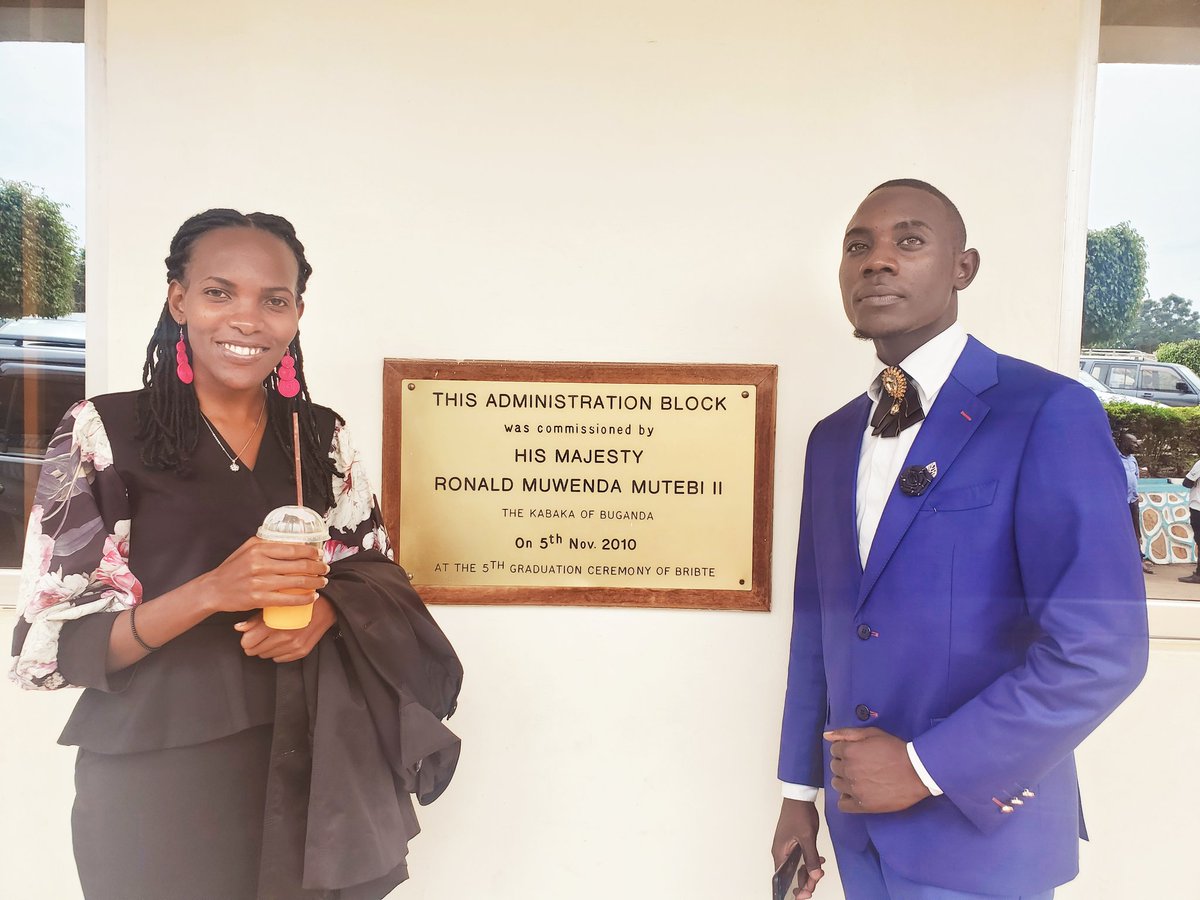 THIS ADMINISTRATION BLOCK
was commissioned by
HIS MAJESTY
RONALD MUWENDA MUTEBI II
THE KABAKA OF BUGANDA
On 5th Nov. 2010
AT THE 5TH GRADUATION CEREMONY OF BRIBTE